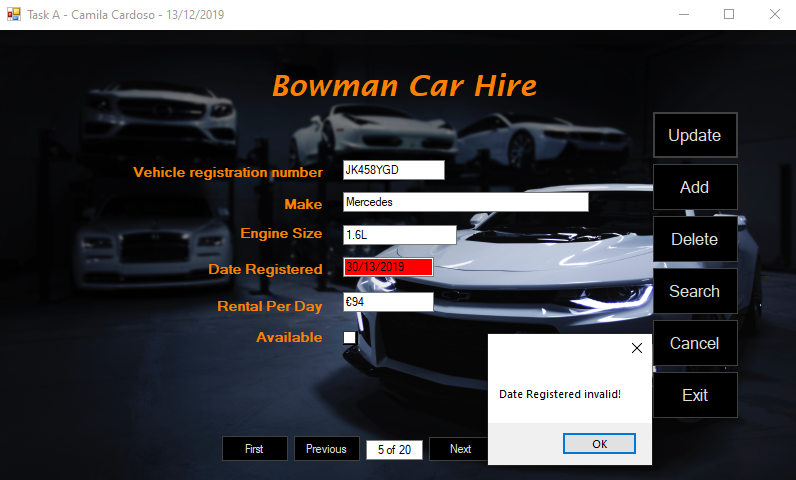 Task A - Camila Cardoso - 13/12/2019
Bowman Car Hire
Vehicle registration number JK458YGD
Make Mercedes
Engine Size 1.6L
Date Registered 30/13/2019
Rental Per Day €94
Available
Update
Add
Delete
Search
Cancel
Exit
Date Registered invalid!
OK
First Previous 5 of 20 Next